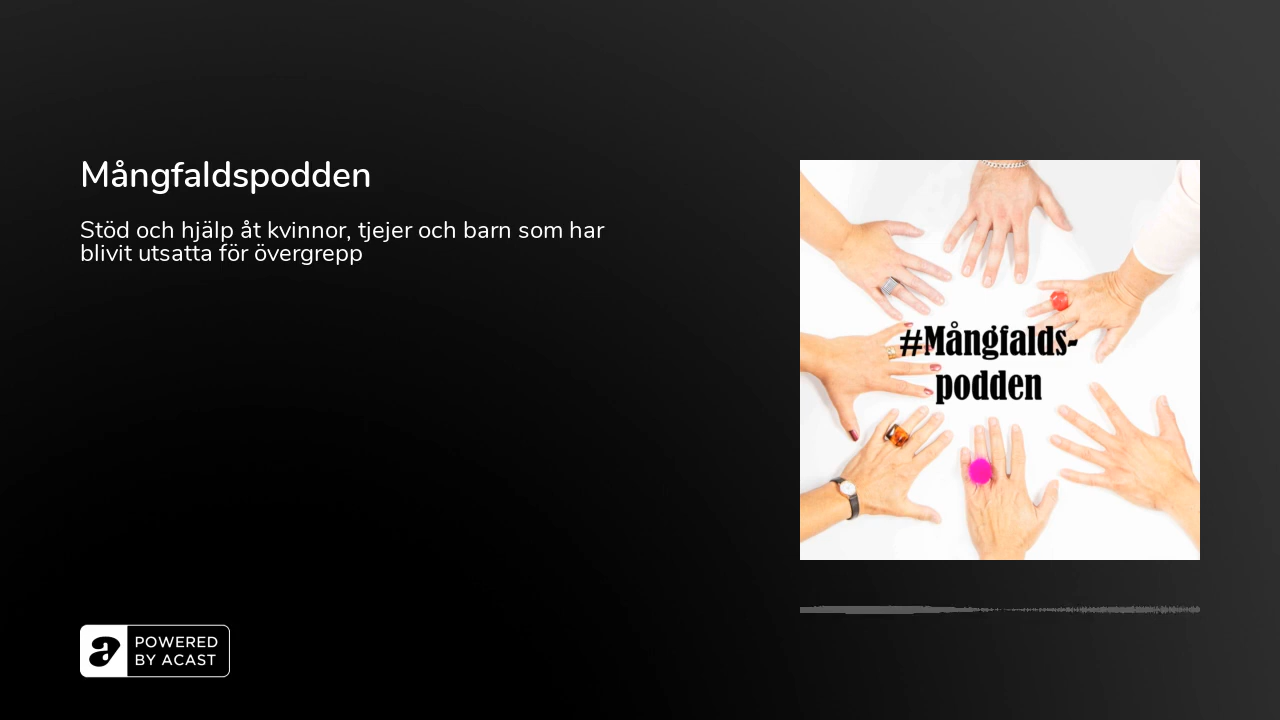 Mångfaldspodden
Stöd och hjälp åt kvinnor, tjejer och barn som har
blivit utsatta för övergrepp
#Mångfalds-
podden
POWERED
BY ACAST